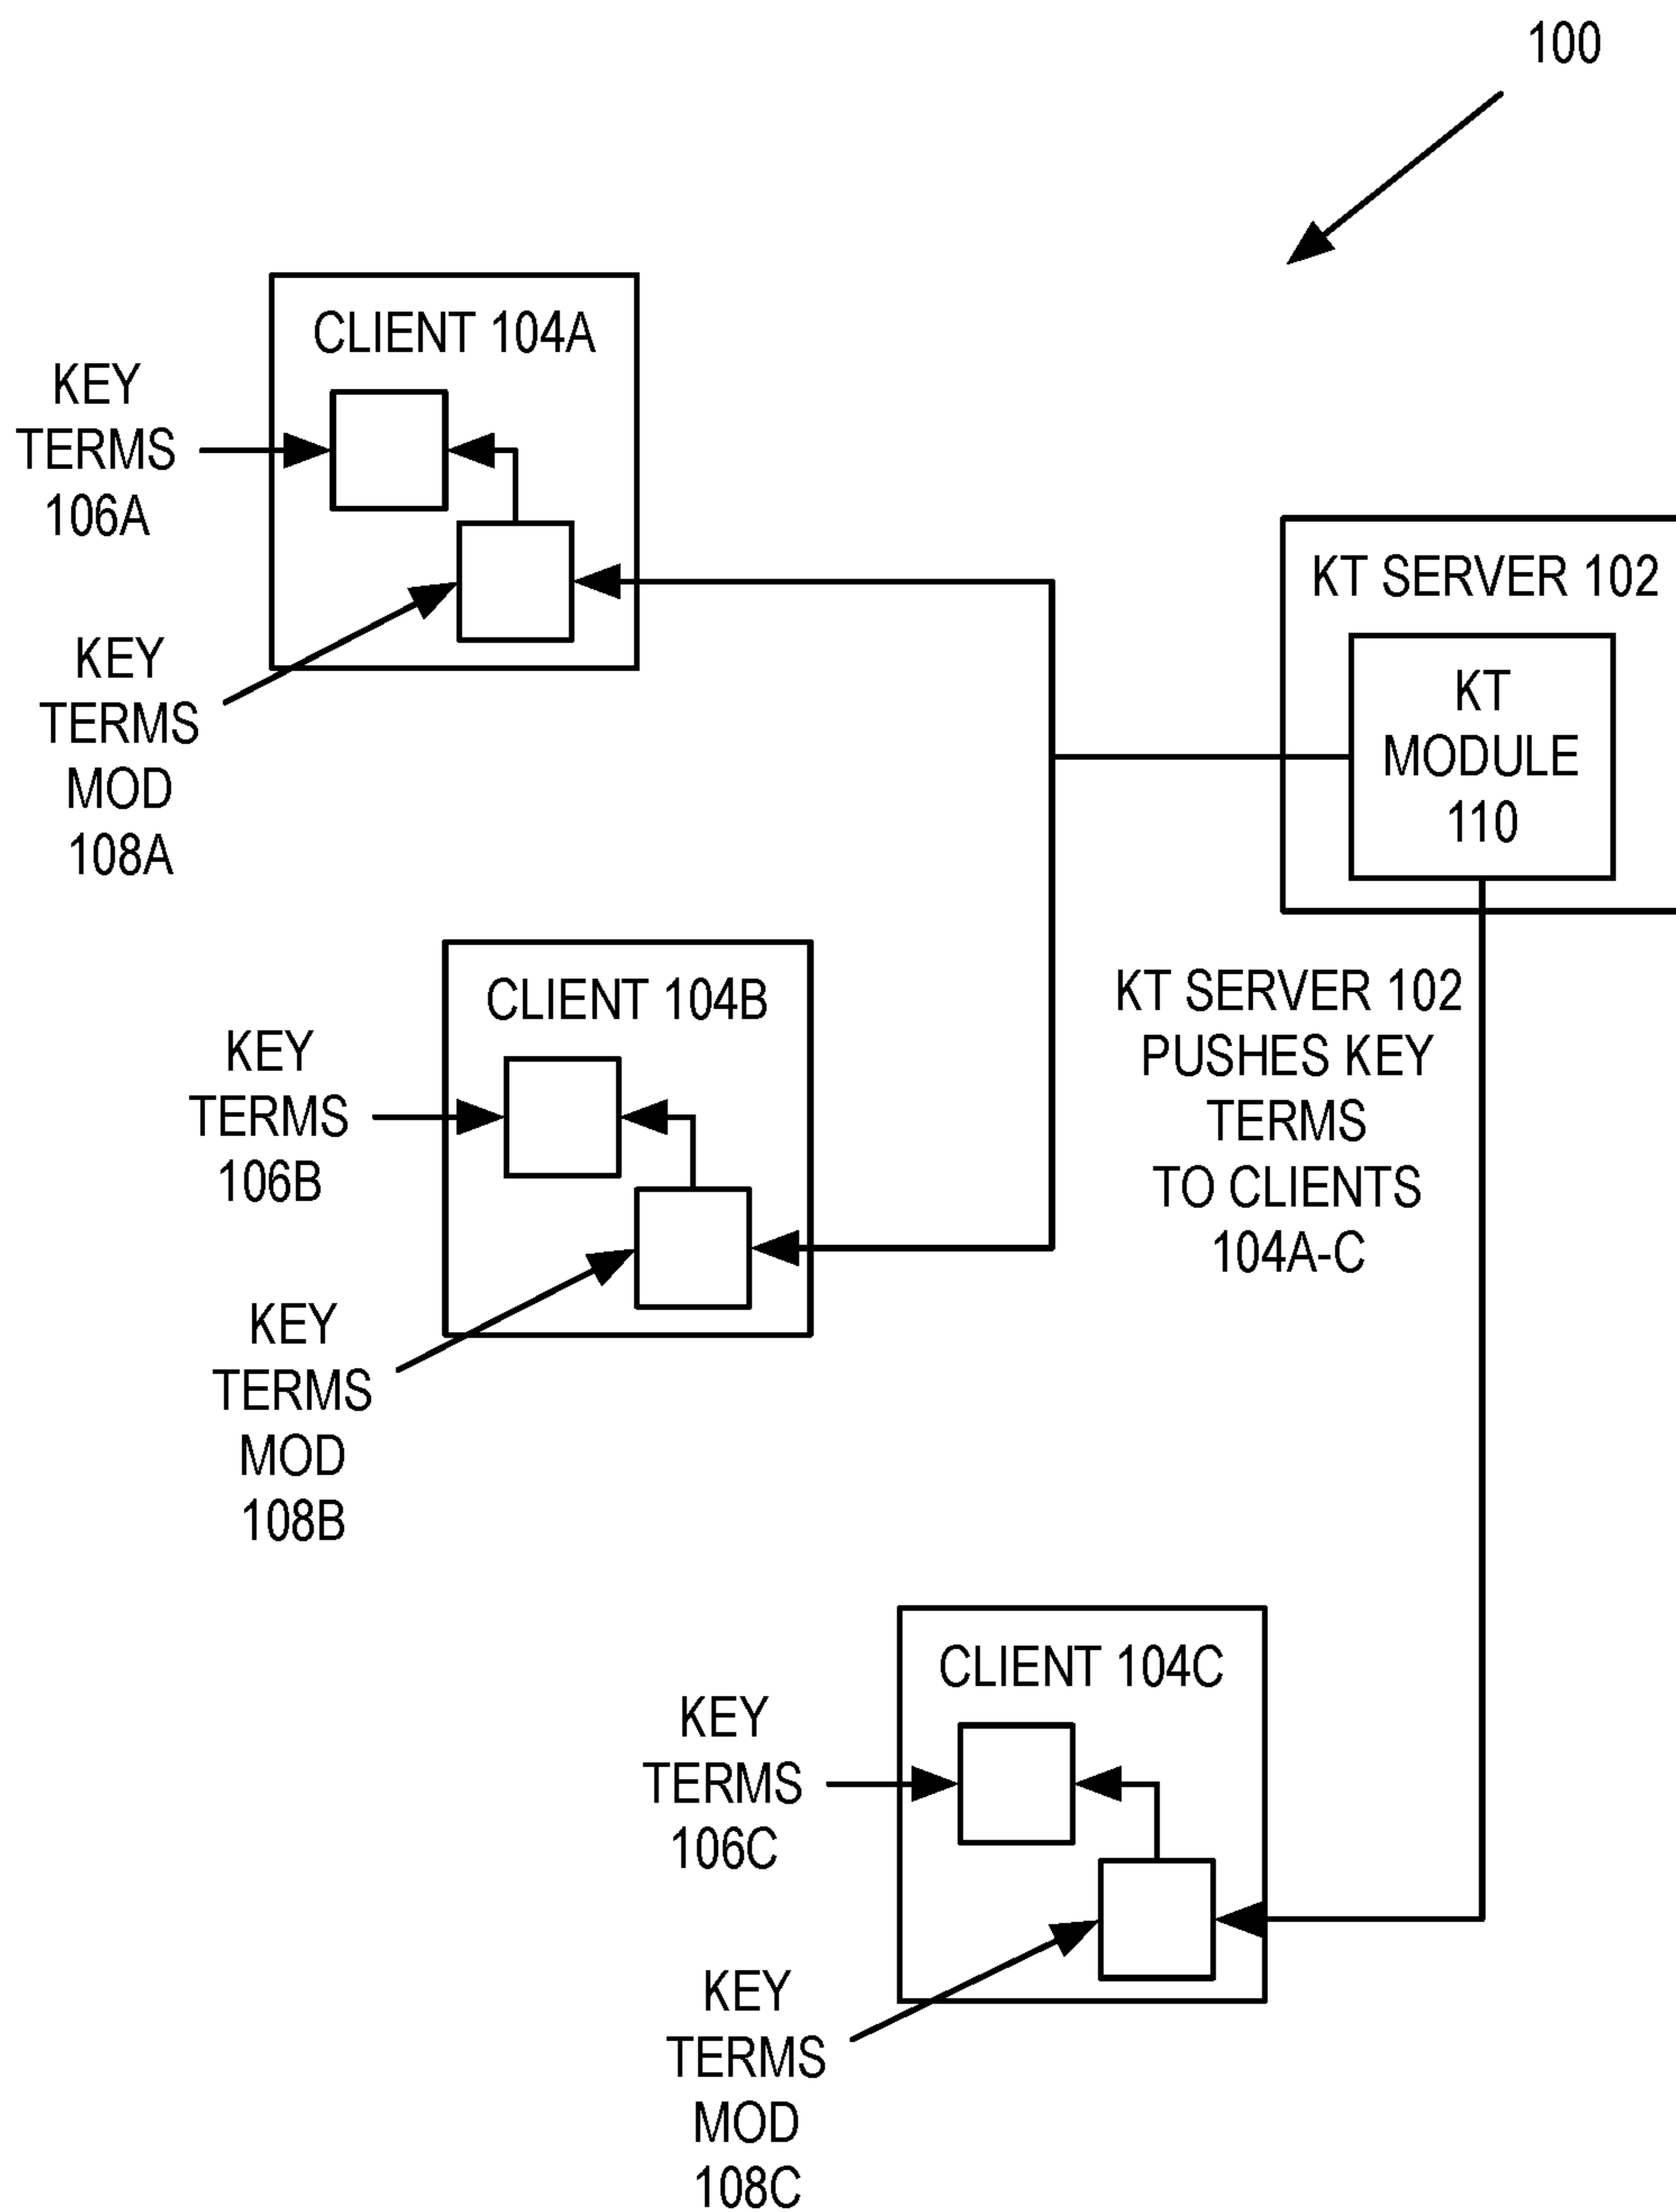 100
CLIENT 104A
KEY
TERMS
106A
KEY
TERMS
MOD
108A
KT SERVER 102
KT
MODULE
110
CLIENT 104B
KEY
TERMS
106B
KEY
TERMS
MOD
108B
KT SERVER 102
PUSHES KEY
TERMS
TO CLIENTS
104A-C
CLIENT 104C
KEY
TERMS
106C
KEY
TERMS
MOD
108C